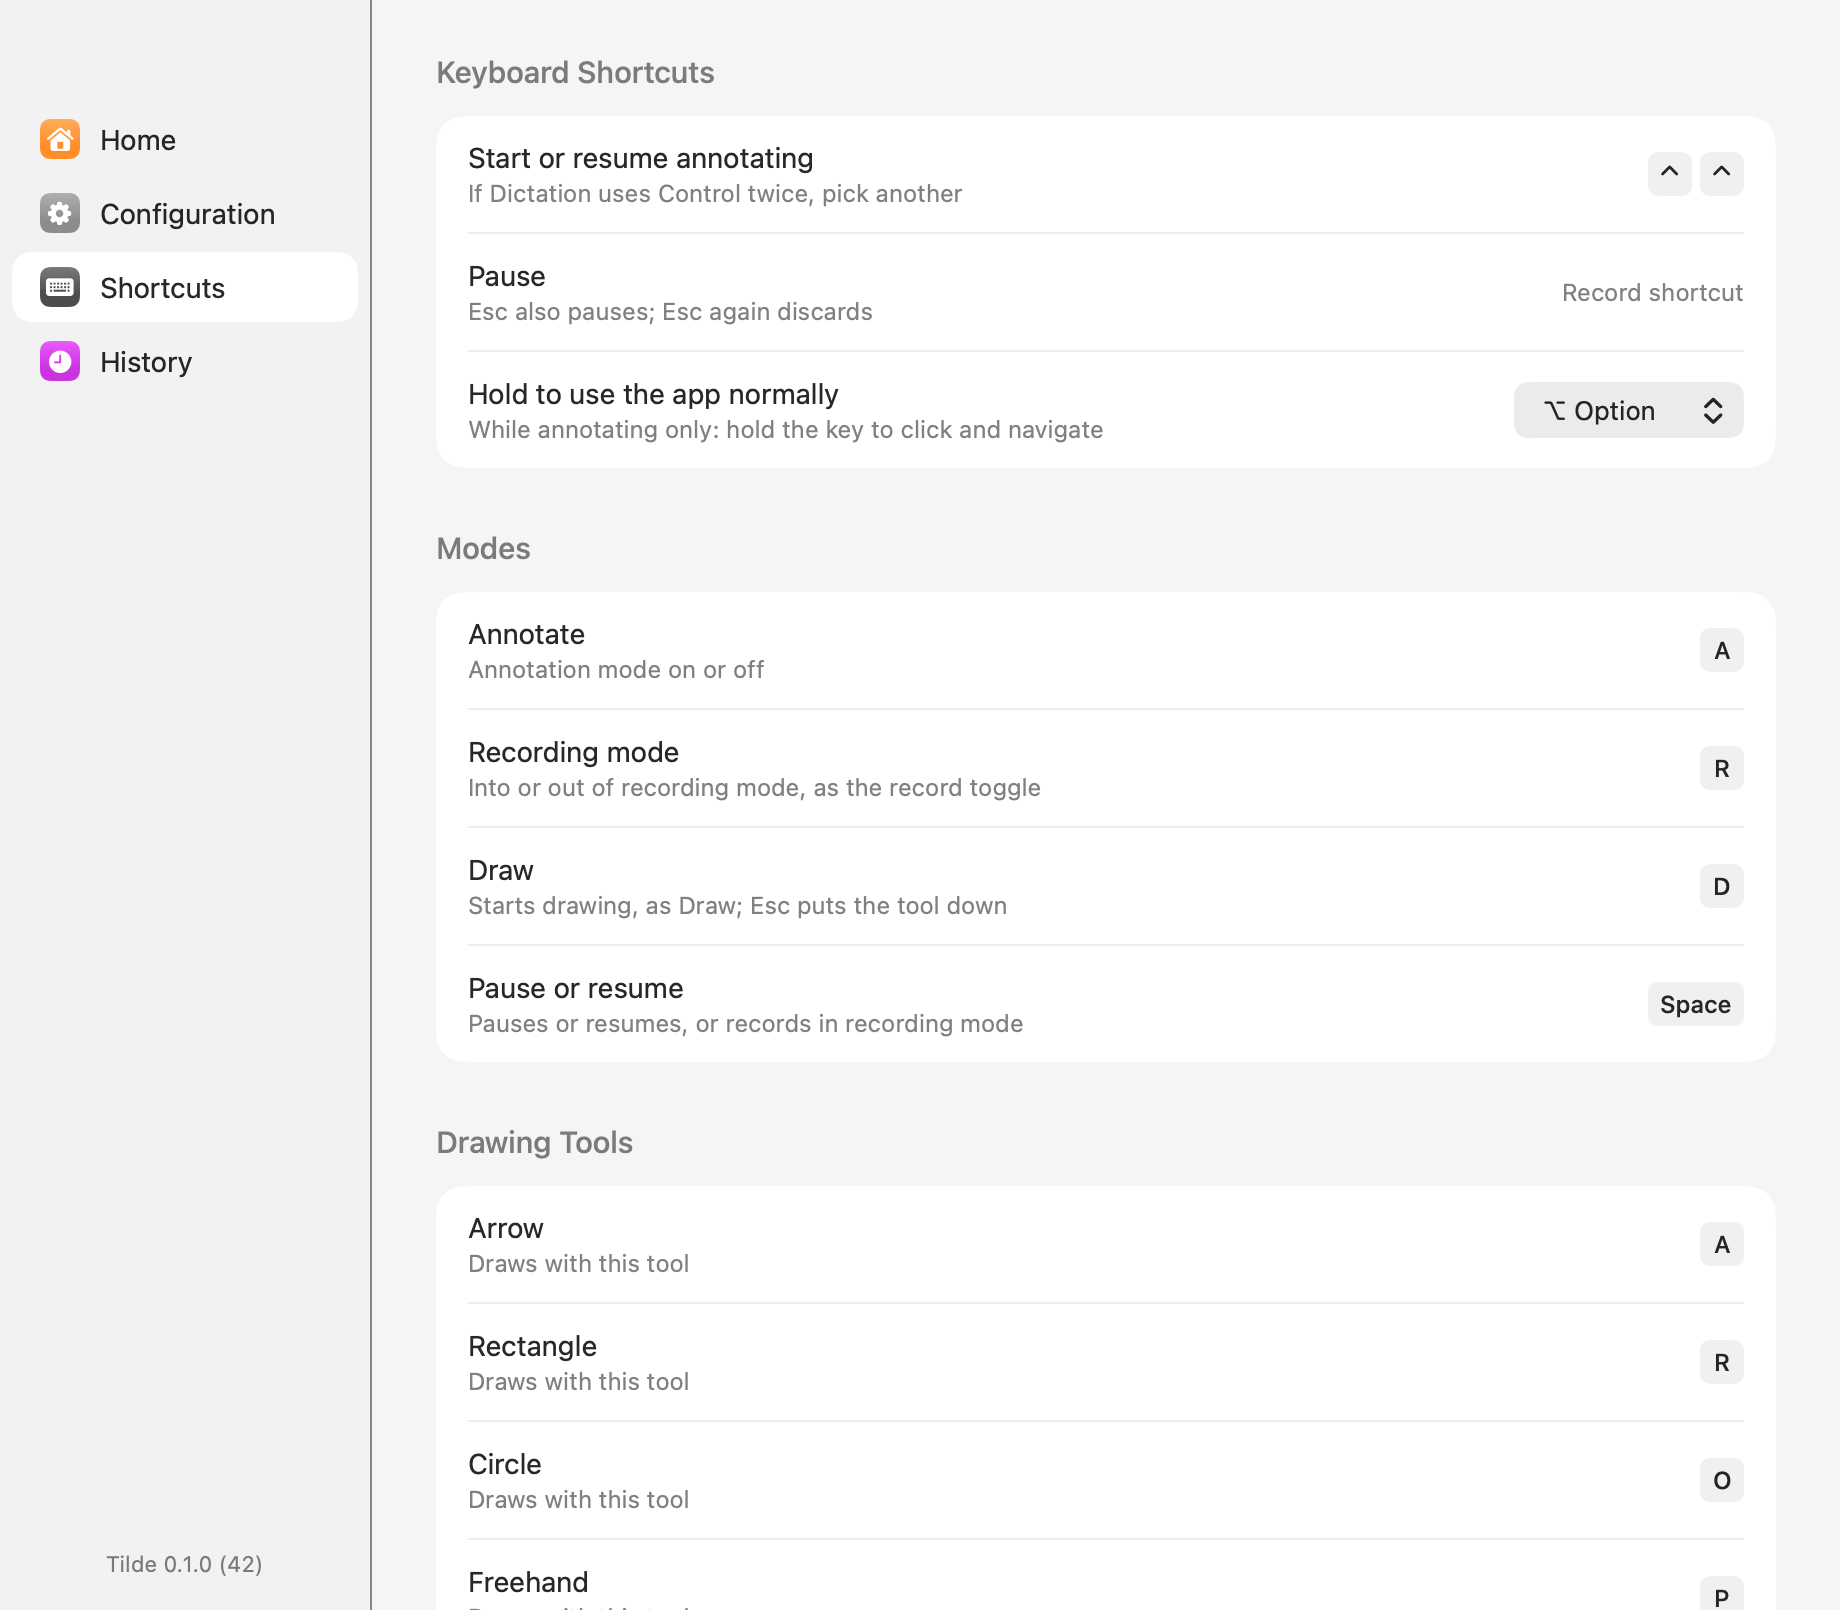 Home
Configuration
Shortcuts
History
Tilde 0.1.0 (42)
Keyboard Shortcuts
Start or resume annotating
If Dictation uses Control twice, pick another
^ ^
Pause
Esc also pauses; Esc again discards
Record shortcut
Hold to use the app normally
While annotating only: hold the key to click and navigate
⌥ Option
Modes
Annotate
Annotation mode on or off
A
Recording mode
Into or out of recording mode, as the record toggle
R
Draw
Starts drawing, as Draw; Esc puts the tool down
D
Pause or resume
Pauses or resumes, or records in recording mode
Space
Drawing Tools
Arrow
Draws with this tool
A
Rectangle
Draws with this tool
R
Circle
Draws with this tool
O
Freehand
P